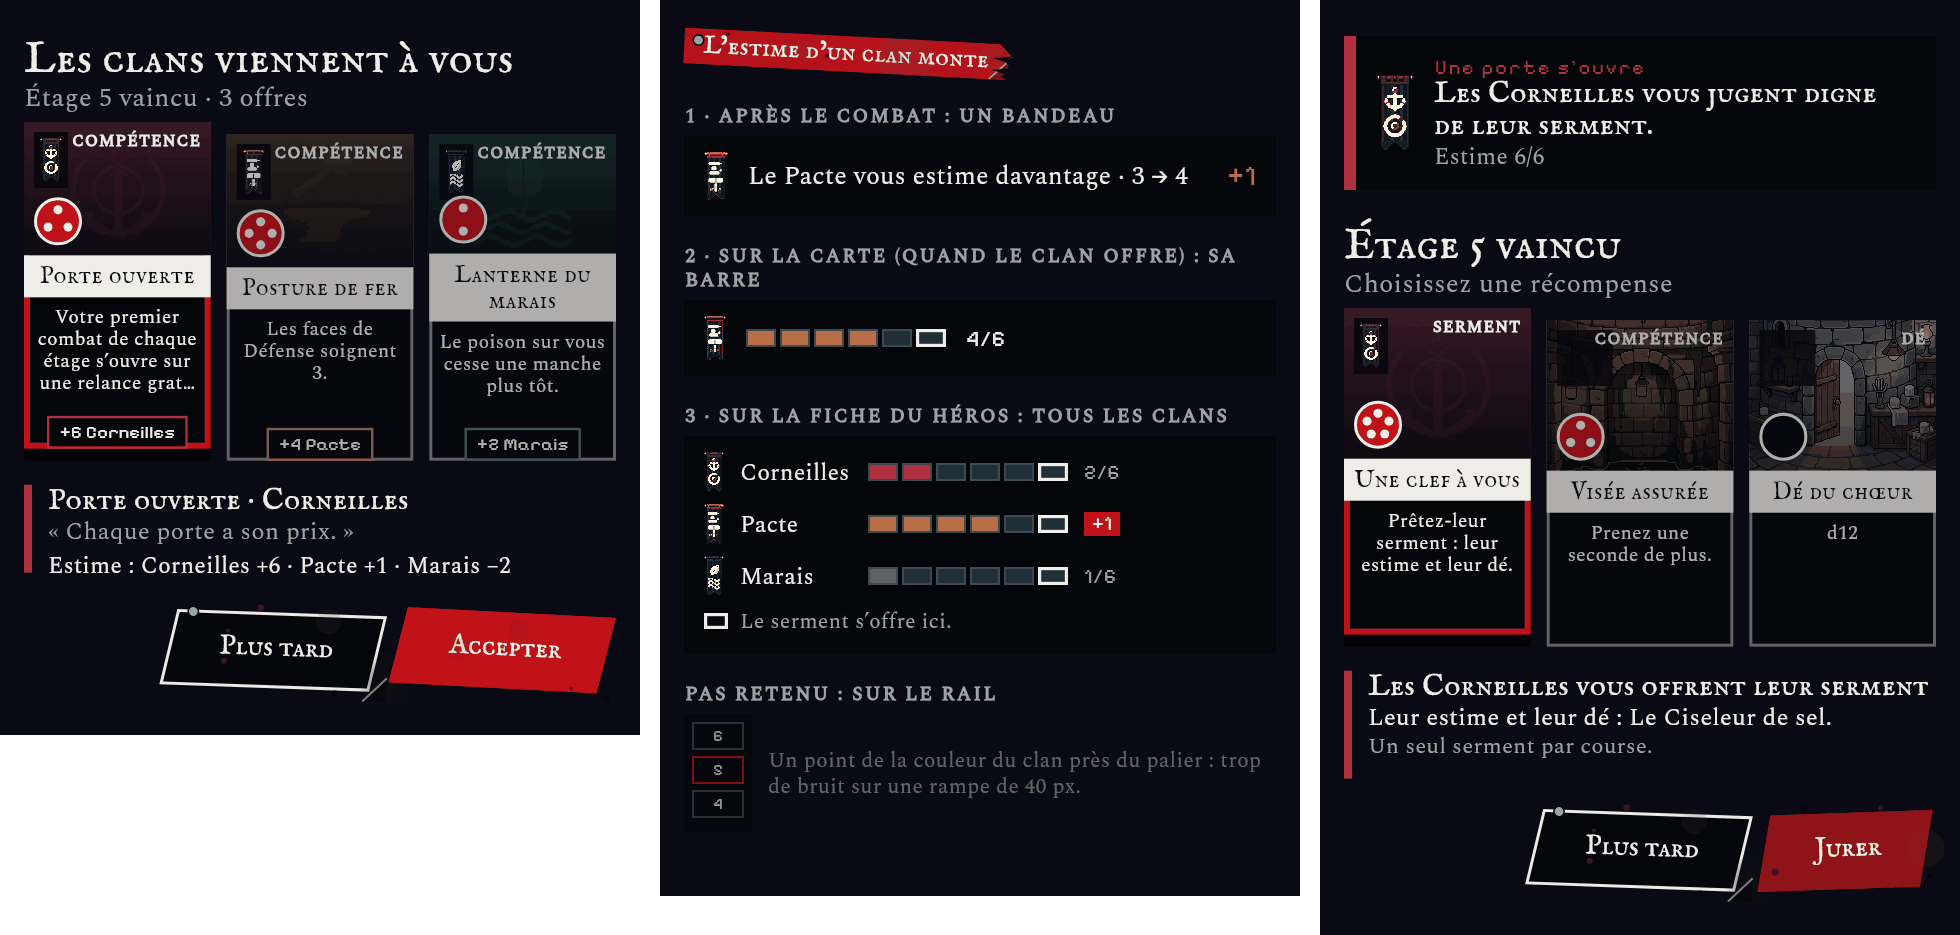 Les clans viennent à vous
Étage 5 vaincu · 3 offres
COMPÉTENCE
Porte ouverte
Votre premier
combat de chaque
étage s'ouvre sur
une relance grat…
+6 Corneilles
COMPÉTENCE
Posture de fer
Les faces de
Défense soignent
3.
+4 Pacte
COMPÉTENCE
Lanterne du
marais
Le poison sur vous
cesse une manche
plus tôt.
+2 Marais
Porte ouverte · Corneilles
« Chaque porte a son prix. »
Estime : Corneilles +6 · Pacte +1 · Marais −2
Plus tard
Accepter
L'estime d'un clan monte
1 · APRÈS LE COMBAT : UN BANDEAU
Le Pacte vous estime davantage · 3 → 4 +1
2 · SUR LA CARTE (QUAND LE CLAN OFFRE) : SA
BARRE
4/6
3 · SUR LA FICHE DU HÉROS : TOUS LES CLANS
Corneilles 2/6
Pacte +1
Marais 1/6
Le serment s'offre ici.
PAS RETENU : SUR LE RAIL
6
S
4
Un point de la couleur du clan près du palier : trop
de bruit sur une rampe de 40 px.
Une porte s'ouvre
Les Corneilles vous jugent digne
de leur serment.
Estime 6/6
Étage 5 vaincu
Choisissez une récompense
SERMENT
Une clef à vous
Prêtez-leur
serment : leur
estime et leur dé.
COMPÉTENCE
Visée assurée
Prenez une
seconde de plus.
DÉ
Dé du chœur
d12
Les Corneilles vous offrent leur serment
Leur estime et leur dé : Le Ciseleur de sel.
Un seul serment par course.
Plus tard
Jurer